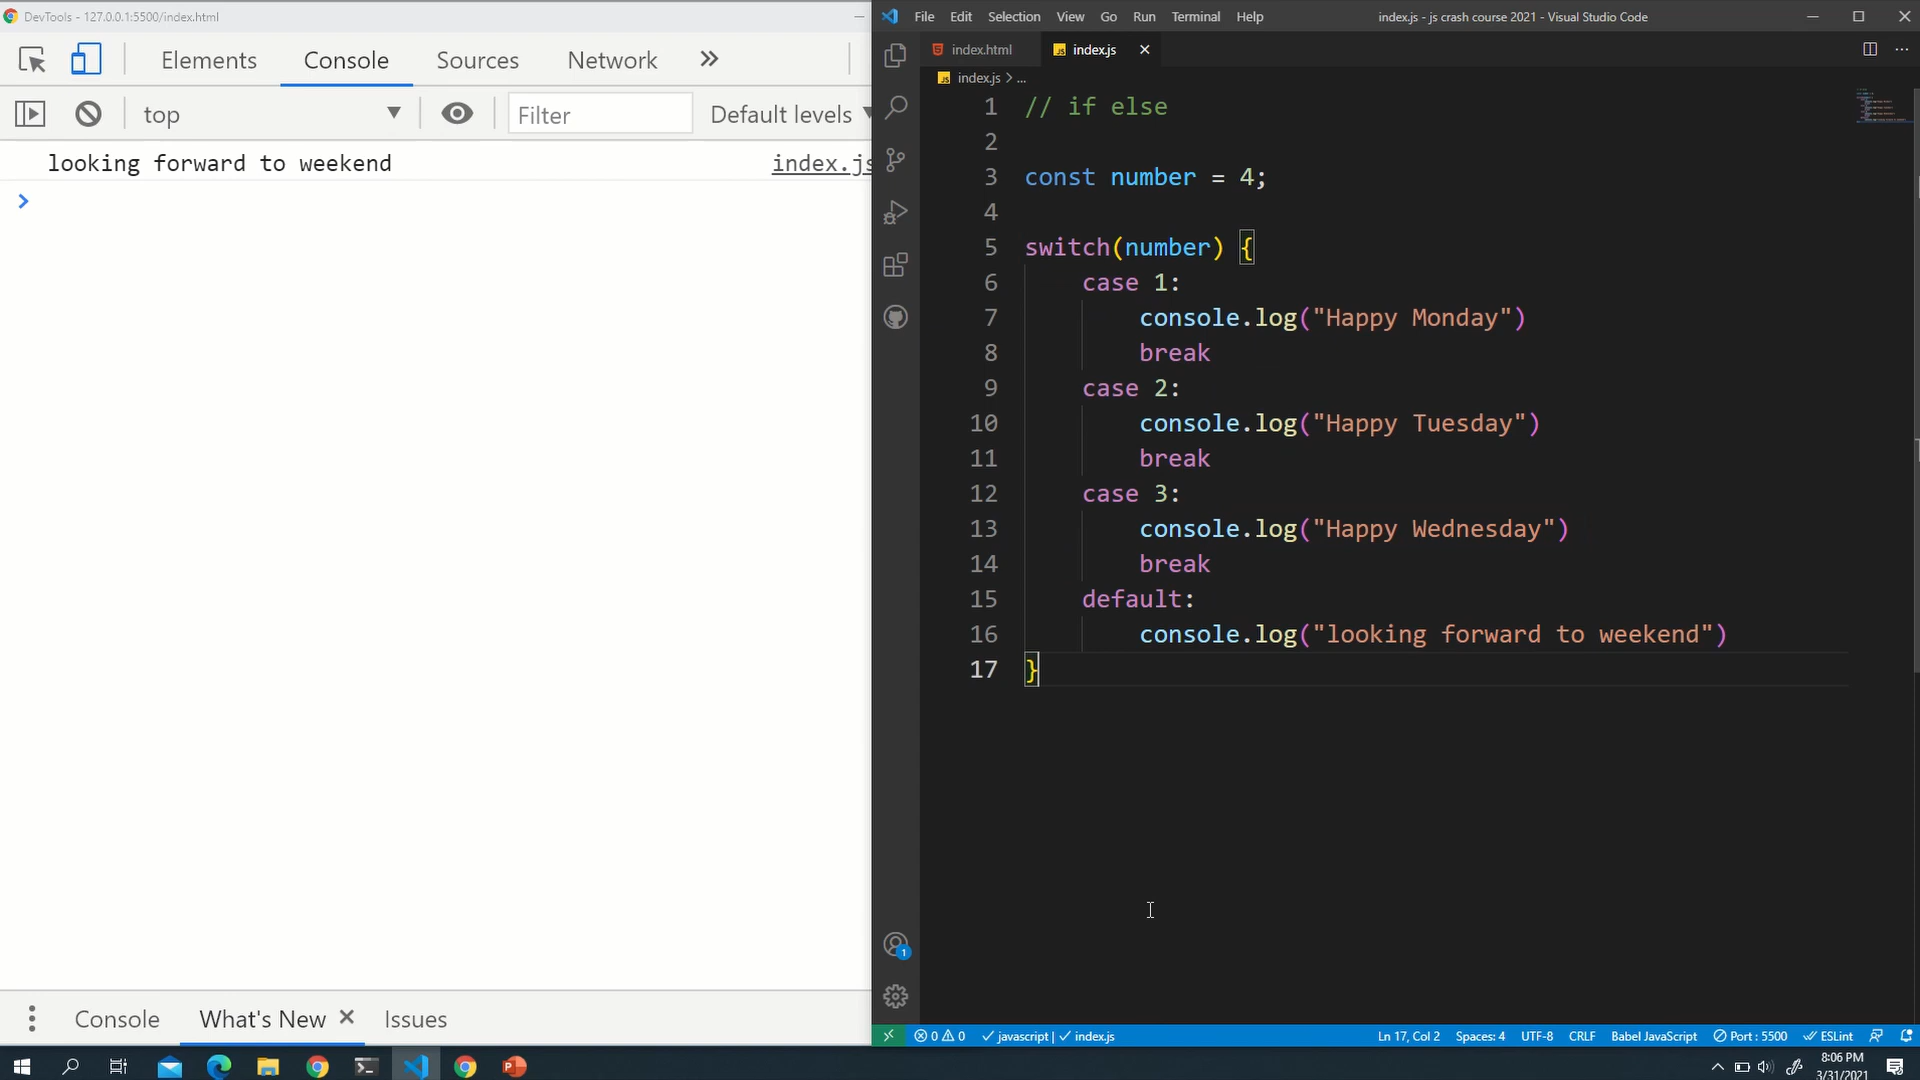 DevTools - 127.0.0.1:5500/index.html
Elements Console Sources Network
top Filter Default levels
looking forward to weekend index.js
Console What's New Issues
File Edit Selection View Go Run Terminal Help index.js - js crash course 2021 - Visual Studio Code
index.html index.js
index.js > ...
1 // if else
2
3 const number = 4;
4
5 switch(number) {
6 case 1:
7 console.log("Happy Monday")
8 break
9 case 2:
10 console.log("Happy Tuesday")
11 break
12 case 3:
13 console.log("Happy Wednesday")
14 break
15 default:
16 console.log("looking forward to weekend")
17 }
1
0 0 javascript | index.js Ln 17, Col 2 Spaces: 4 UTF-8 CRLF Babel JavaScript Port : 5500 ESLint
8:06 PM
3/31/2021